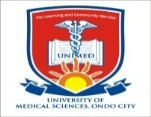 For Learning and Community Service
UNIMED
UNIVERSITY OF
MEDICAL SCIENCES, ONDO CITY